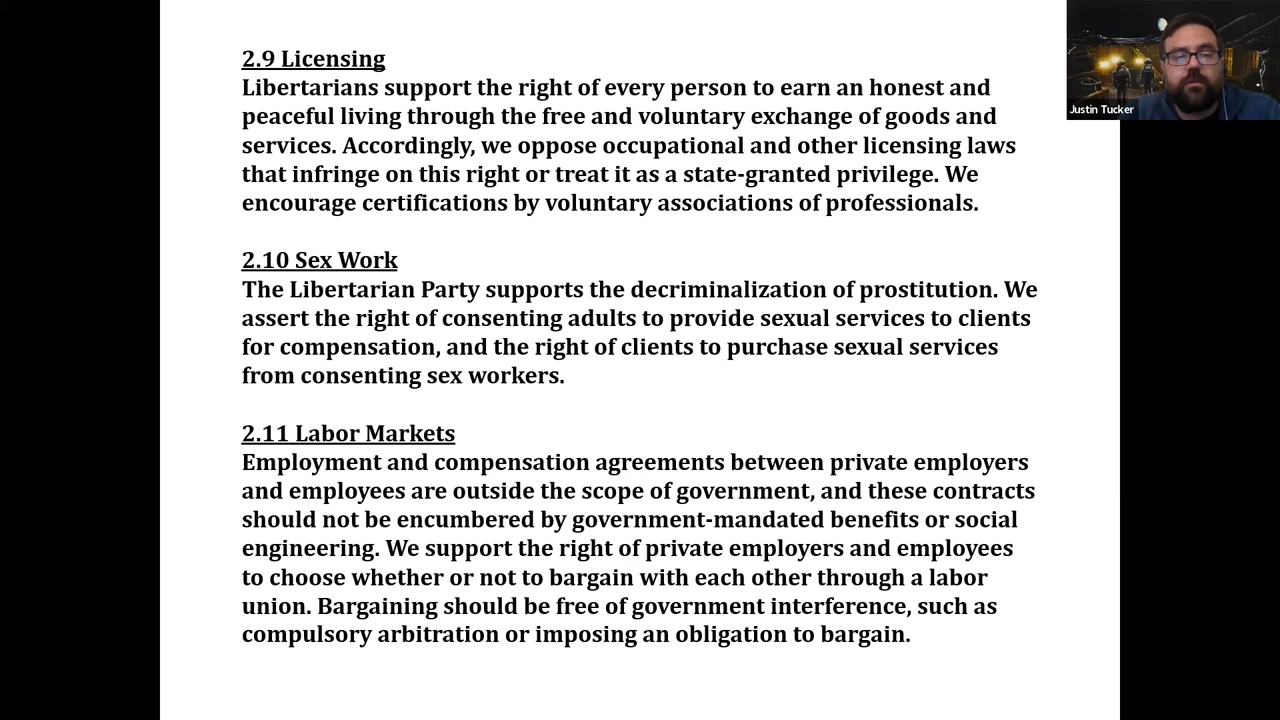 2.9 Licensing
Libertarians support the right of every person to earn an honest and
peaceful living through the free and voluntary exchange of goods and
services. Accordingly, we oppose occupational and other licensing laws
that infringe on this right or treat it as a state-granted privilege. We
encourage certifications by voluntary associations of professionals.
2.10 Sex Work
The Libertarian Party supports the decriminalization of prostitution. We
assert the right of consenting adults to provide sexual services to clients
for compensation, and the right of clients to purchase sexual services
from consenting sex workers.
2.11 Labor Markets
Employment and compensation agreements between private employers
and employees are outside the scope of government, and these contracts
should not be encumbered by government-mandated benefits or social
engineering. We support the right of private employers and employees
to choose whether or not to bargain with each other through a labor
union. Bargaining should be free of government interference, such as
compulsory arbitration or imposing an obligation to bargain.
Justin Tucker